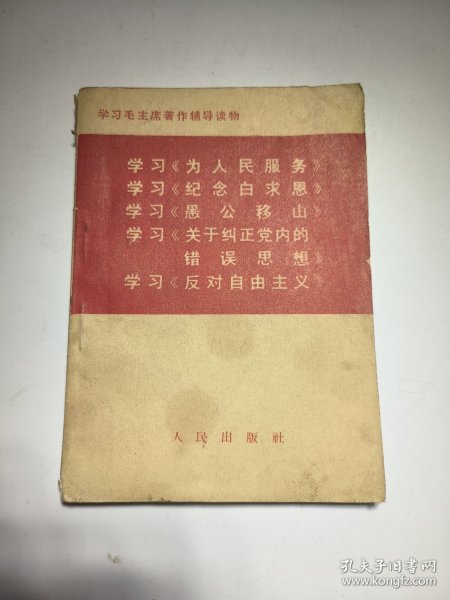 学习毛主席著作辅导读物
学习《为人民服务》
学习《纪念白求恩》
学习《愚公移山》
学习《关于纠正党内的
错误思想》
学习《反对自由主义》
人民出版社
孔夫子旧书网
www.kongfz.com